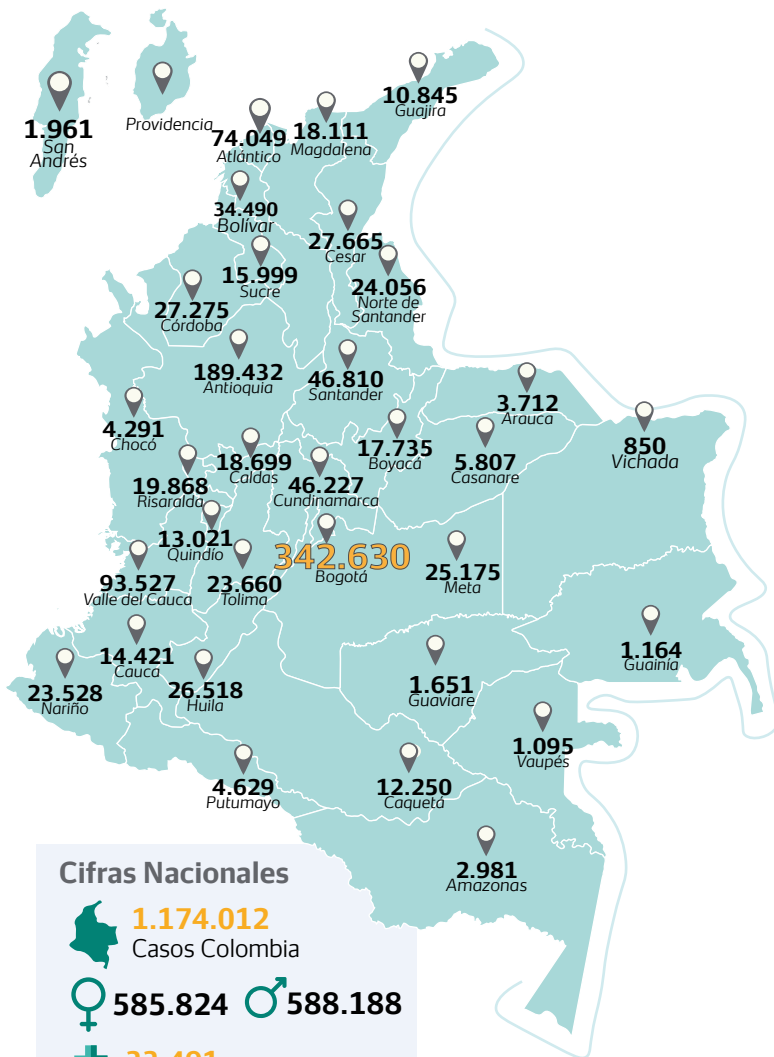 10.845
Guajira
1.961
San
Andrés
Providencia
74.049
Atlántico
18.111
Magdalena
34.490
Bolívar
27.665
Cesar
15.999
Sucre
24.056
Norte de
Santander
27.275
Córdoba
189.432
Antioquia
46.810
Santander
3.712
Arauca
4.291
Chocó
17.735
Boyacá
5.807
Casanare
850
Vichada
18.699
Caldas
46.227
Cundinamarca
19.868
Risaralda
13.021
Quindío
342.630
Bogotá
93.527
Valle del Cauca
23.660
Tolima
25.175
Meta
14.421
Cauca
1.164
Guainía
23.528
Nariño
26.518
Huila
1.651
Guaviare
1.095
Vaupés
4.629
Putumayo
12.250
Caquetá
2.981
Amazonas
Cifras Nacionales
1.174.012
Casos Colombia
585.824 588.188